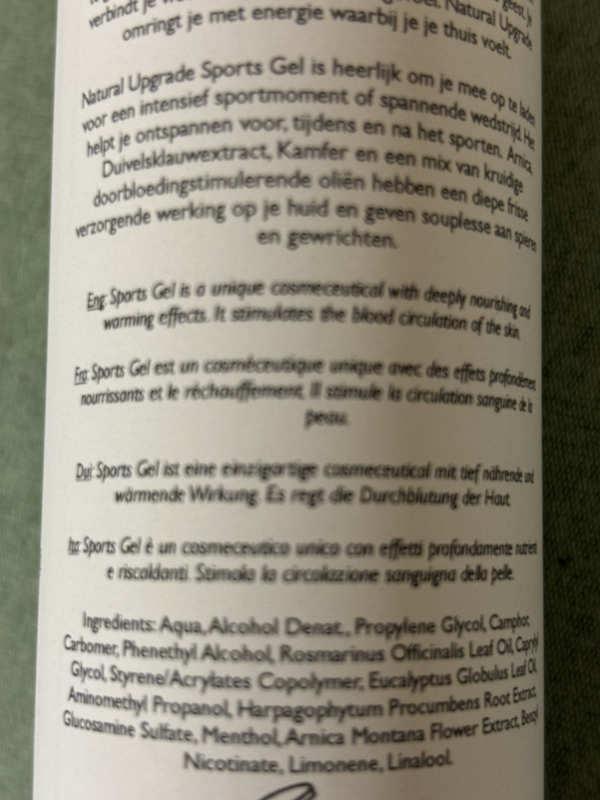 verbindt je
geest, je
Natural Upgrade
omringt je met energie waarbij je je thuis voelt.
Natural Upgrade Sports Gel is heerlijk om je mee op te laden
voor een intensief sportmoment of spannende wedstrijd. Het
helpt je ontspannen voor, tijdens en na het sporten. Arnica,
Duivelsklauwextract, Kamfer en een mix van kruidige
doorbloedingstimulerende oliën hebben een diepe frisse
verzorgende werking op je huid en geven souplesse aan spieren
en gewrichten.
Eng: Sports Gel is a unique cosmeceutical with deeply nourishing and
warming effects. It stimulates the blood circulation of the skin.
Fra: Sports Gel est un cosméceutique unique avec des effets profondément
nourrissants et le réchauffement. Il stimule la circulation sanguine de la
peau.
Dui: Sports Gel ist eine einzigartige cosmeceutical mit tief nährende und
wärmende Wirkung. Es regt die Durchblutung der Haut.
Ita: Sports Gel è un cosmeceutico unico con effetti profondamente nutrienti
e riscaldanti. Stimola la circolazione sanguigna della pelle.
Ingredients: Aqua, Alcohol Denat., Propylene Glycol, Camphor,
Carbomer, Phenethyl Alcohol, Rosmarinus Officinalis Leaf Oil, Capryl
Glycol, Styrene/Acrylates Copolymer, Eucalyptus Globulus Leaf Oil,
Aminomethyl Propanol, Harpagophytum Procumbens Root Extract,
Glucosamine Sulfate, Menthol, Arnica Montana Flower Extract, Benzyl
Nicotinate, Limonene, Linalool.